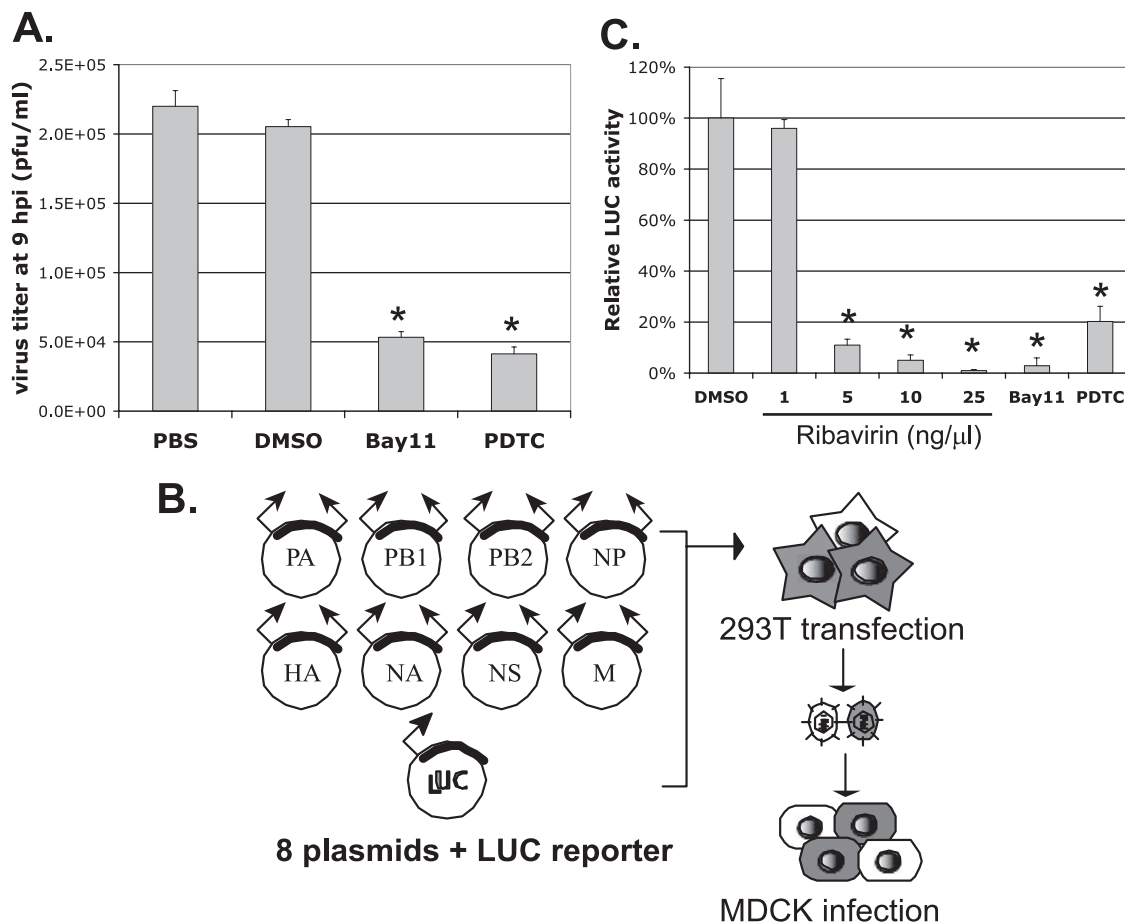 A.
virus titer at 9 hpi (pfu/ml)
2.5E+05
2.0E+05
1.5E+05
1.0E+05
5.0E+04
0.0E+00
* *
PBS DMSO Bay11 PDTC
C.
Relative LUC activity
120%
100%
80%
60%
40%
20%
0%
* * * * *
DMSO 1 5 10 25 Bay11 PDTC
Ribavirin (ng/µl)
B.
PA PB1 PB2 NP
HA NA NS M
LUC
8 plasmids + LUC reporter
293T transfection
MDCK infection